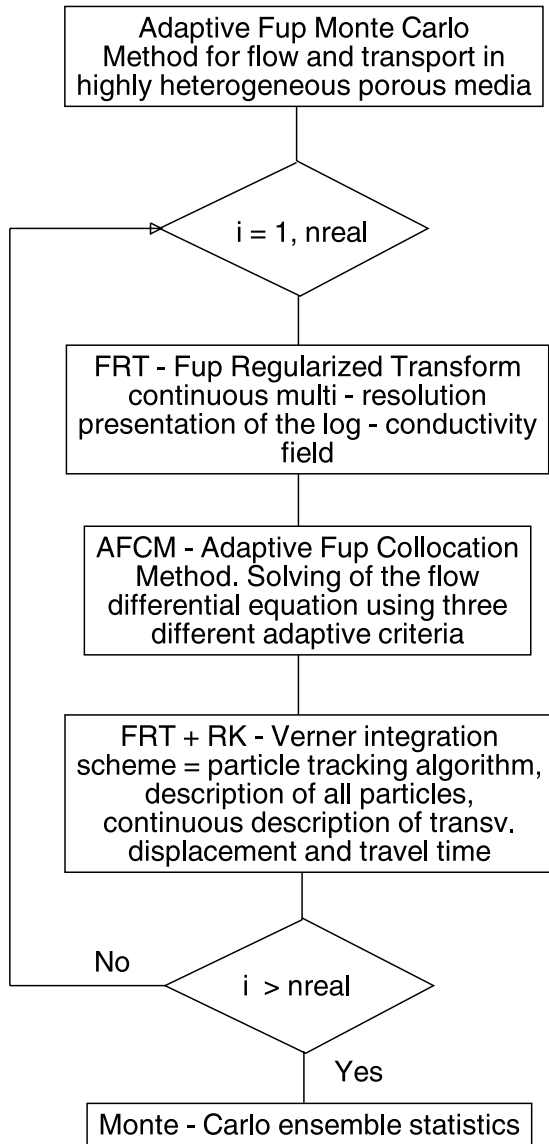 Adaptive Fup Monte Carlo
Method for flow and transport in
highly heterogeneous porous media
i = 1, nreal
FRT - Fup Regularized Transform
continuous multi - resolution
presentation of the log - conductivity
field
AFCM - Adaptive Fup Collocation
Method. Solving of the flow
differential equation using three
different adaptive criteria
FRT + RK - Verner integration
scheme = particle tracking algorithm,
description of all particles,
continuous description of transv.
displacement and travel time
No
i > nreal
Yes
Monte - Carlo ensemble statistics